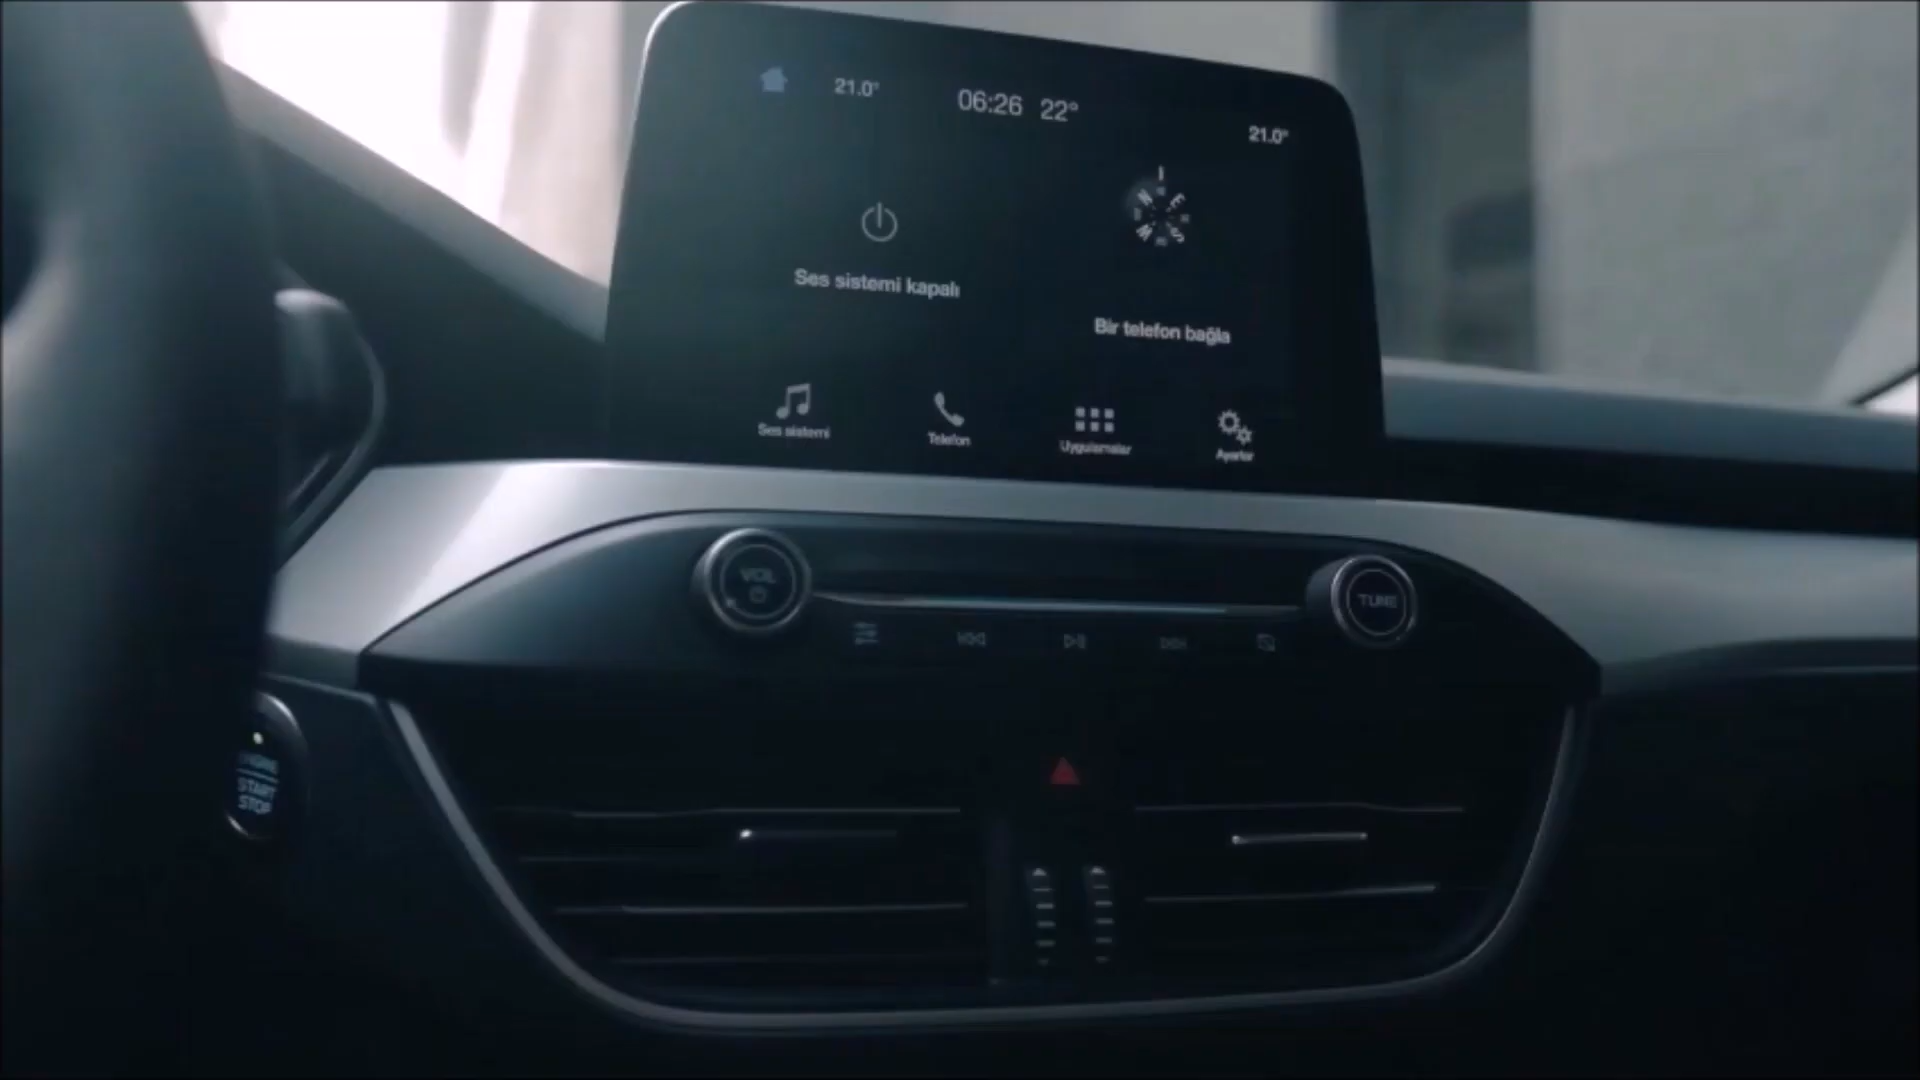 21.0°
06:26 22°
21.0°
N E S W
Ses sistemi kapalı
Bir telefon bağla
Ses sistemi
Telefon
Uygulamalar
Ayarlar
VOL
TUNE
ENGINE
START
STOP